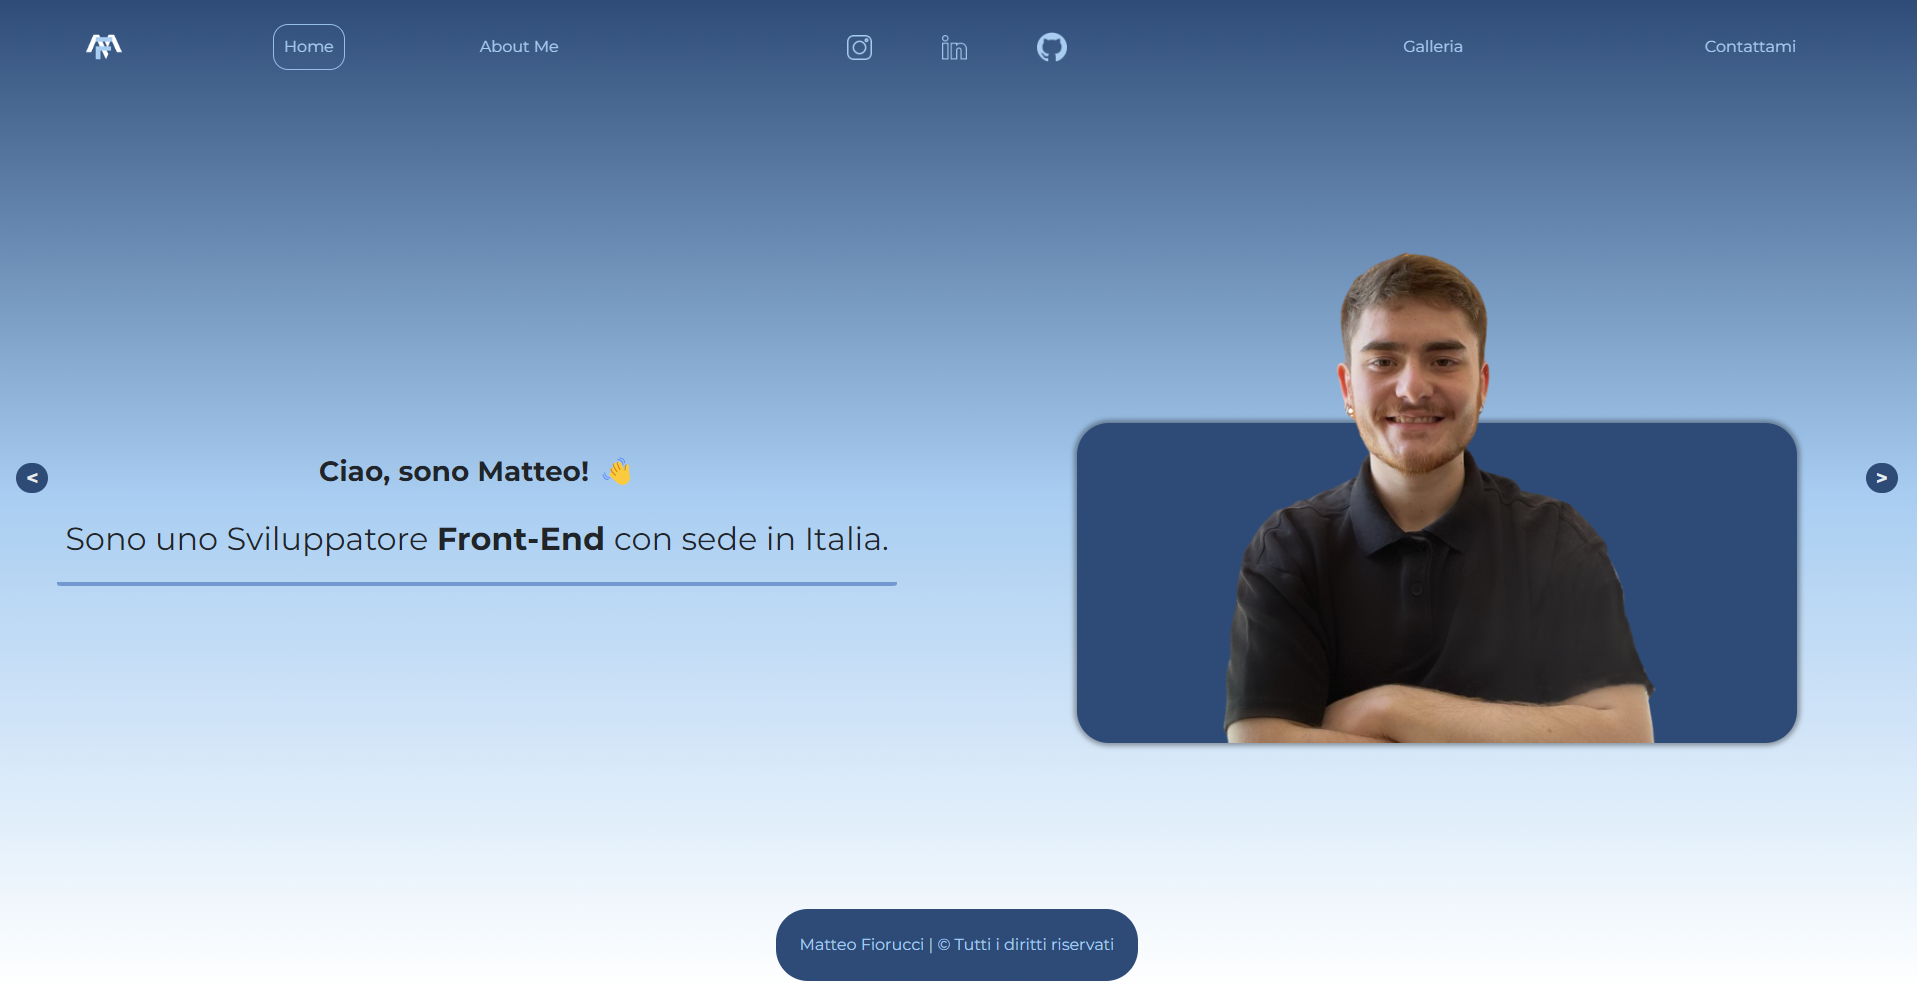 Home
About Me
Galleria
Contattami
Ciao, sono Matteo! 👋
Sono uno Sviluppatore Front-End con sede in Italia.
<
>
Matteo Fiorucci | © Tutti i diritti riservati